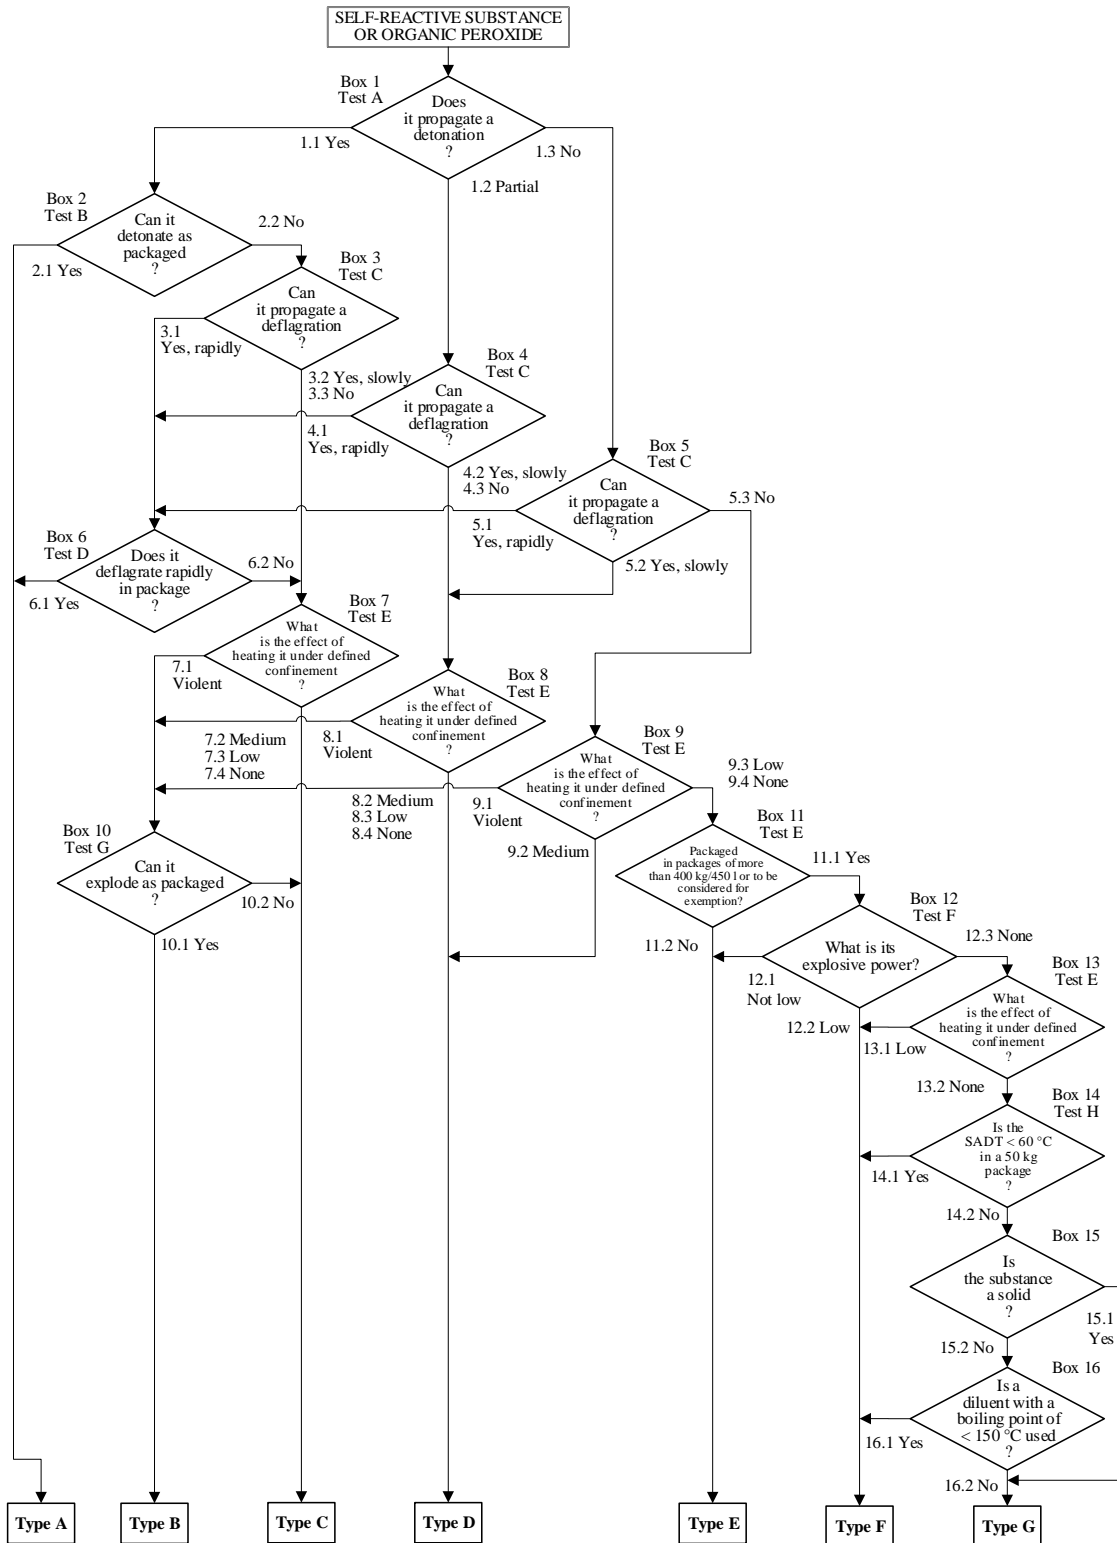 SELF-REACTIVE SUBSTANCE
OR ORGANIC PEROXIDE
Box 1
Test A
Does
it propagate a
detonation
?
1.1 Yes
1.3 No
1.2 Partial
Box 2
Test B
Can it
detonate as
packaged
?
2.2 No
2.1 Yes
Box 3
Test C
Can
it propagate a
deflagration
?
3.1
Yes, rapidly
3.2 Yes, slowly
3.3 No
Box 4
Test C
Can
it propagate a
deflagration
?
4.1
Yes, rapidly
4.2 Yes, slowly
4.3 No
Box 5
Test C
Can
it propagate a
deflagration
?
5.3 No
5.1
Yes, rapidly
5.2 Yes, slowly
Box 6
Test D
Does it
deflagrate rapidly
in package
?
6.2 No
6.1 Yes
Box 7
Test E
What
is the effect of
heating it under defined
confinement
?
7.1
Violent
7.2 Medium
7.3 Low
7.4 None
Box 8
Test E
What
is the effect of
heating it under defined
confinement
?
8.1
Violent
8.2 Medium
8.3 Low
8.4 None
Box 9
Test E
What
is the effect of
heating it under defined
confinement
?
9.3 Low
9.4 None
9.1
Violent
9.2 Medium
Box 10
Test G
Can it
explode as packaged
?
10.2 No
10.1 Yes
Box 11
Test E
Packaged
in packages of more
than 400 kg/450 l or to be
considered for
exemption?
11.1 Yes
11.2 No
Box 12
Test F
What is its
explosive power?
12.3 None
12.1
Not low
12.2 Low
Box 13
Test E
What
is the effect of
heating it under defined
confinement
?
13.1 Low
13.2 None
Box 14
Test H
Is the
SADT < 60 °C
in a 50 kg
package
?
14.1 Yes
14.2 No
Box 15
Is
the substance
a solid
?
15.1
Yes
15.2 No
Box 16
Is a
diluent with a
boiling point of
< 150 °C used
?
16.1 Yes
16.2 No
Type A
Type B
Type C
Type D
Type E
Type F
Type G